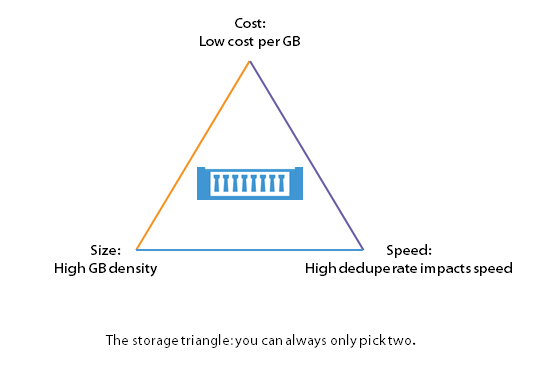 Cost:
Low cost per GB
Size:
High GB density
Speed:
High dedupe rate impacts speed
The storage triangle: you can always only pick two.